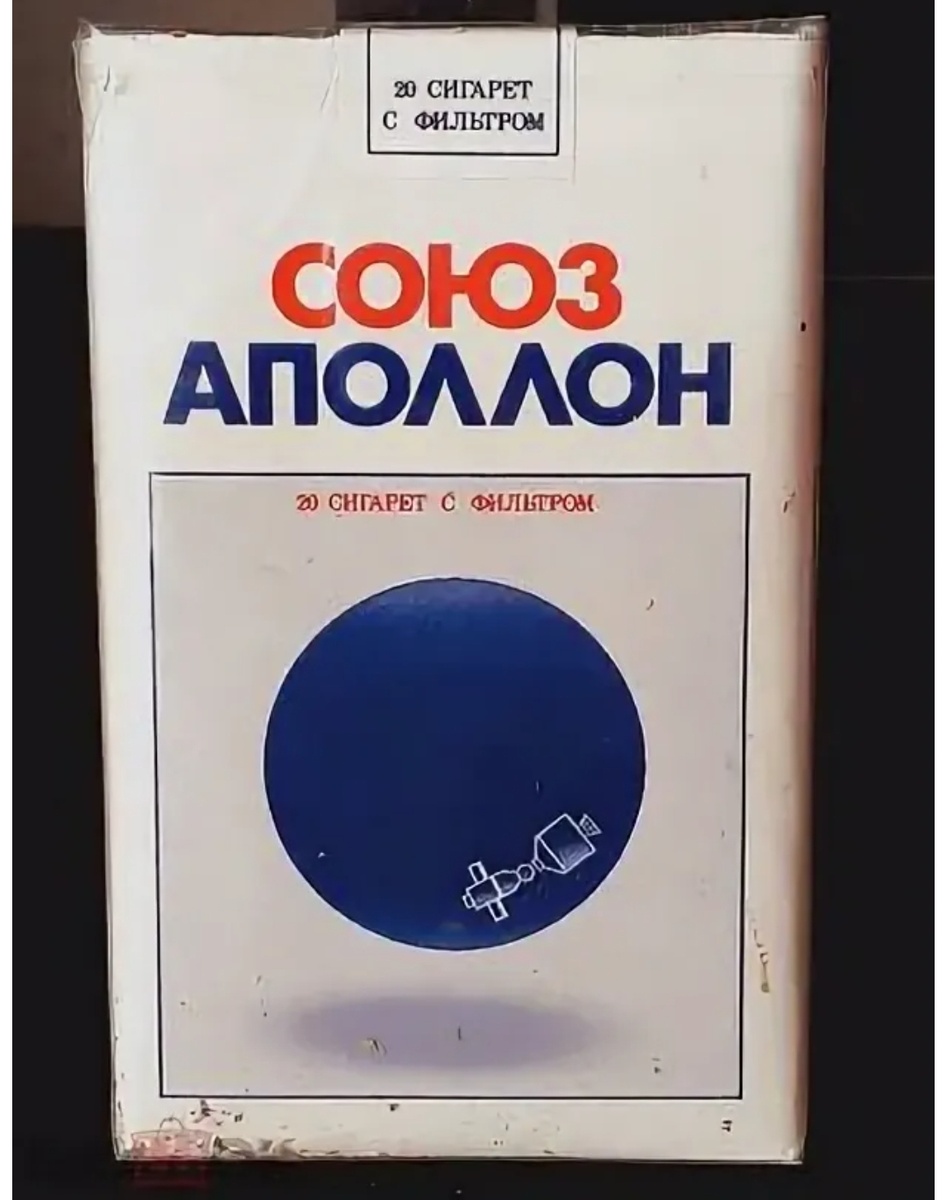 20 СИГАРЕТ
С ФИЛЬТРОМ
СОЮЗ
АПОЛЛОН
20 СИГАРЕТ С ФИЛЬТРОМ